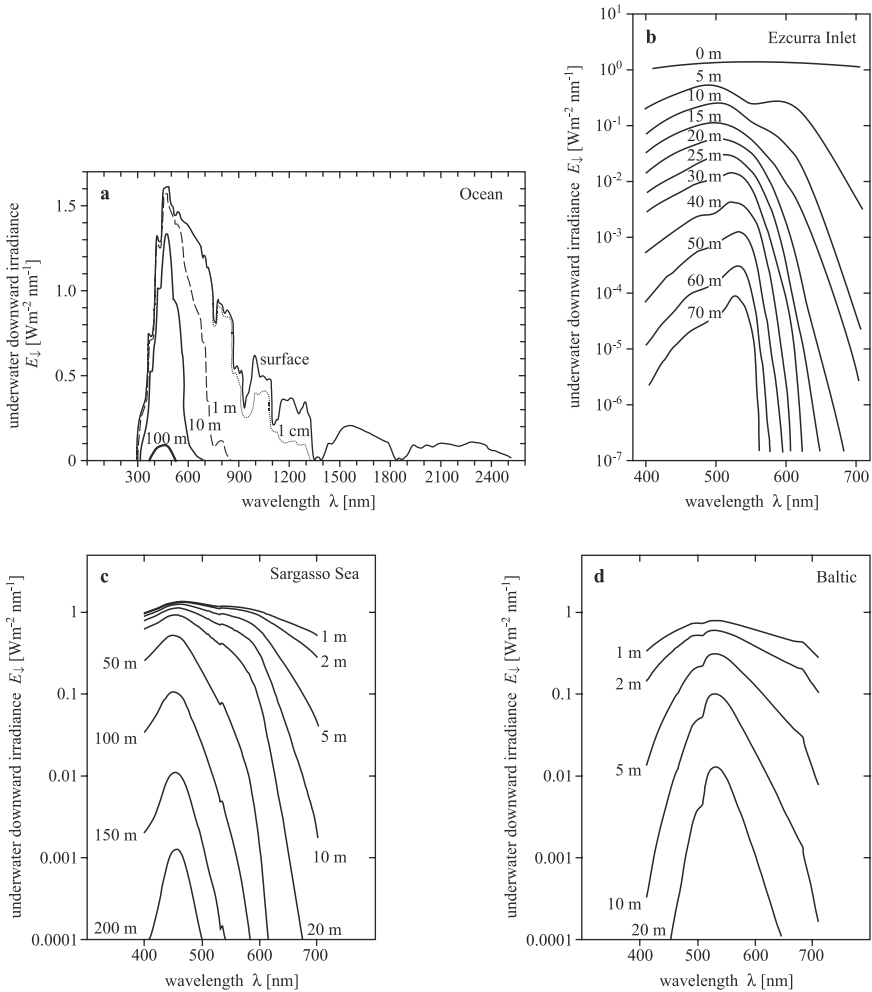 a
Ocean
underwater downward irradiance
E↓ [Wm-2 nm-1]
1.5
1.0
0.5
0
surface
1 cm
1 m
10 m
100 m
300 600 900 1200 1500 1800 2100 2400
wavelength λ [nm]
b
Ezcurra Inlet
underwater downward irradiance E↓ [Wm-2 nm-1]
10^1
10^0
10^-1
10^-2
10^-3
10^-4
10^-5
10^-6
10^-7
0 m
5 m
10 m
15 m
20 m
25 m
30 m
40 m
50 m
60 m
70 m
400 500 600 700
wavelength λ [nm]
c
Sargasso Sea
underwater downward irradiance E↓ [Wm-2 nm-1]
1
0.1
0.01
0.001
0.0001
1 m
2 m
5 m
10 m
20 m
50 m
100 m
150 m
200 m
400 500 600 700
wavelength λ [nm]
d
Baltic
underwater downward irradiance E↓ [Wm-2 nm-1]
1
0.1
0.01
0.001
0.0001
1 m
2 m
5 m
10 m
20 m
400 500 600 700
wavelength λ [nm]